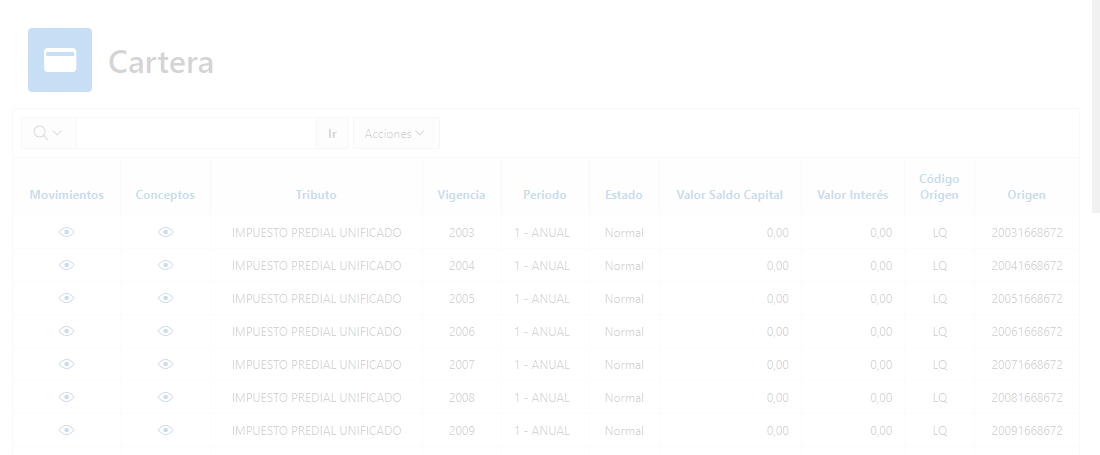 Cartera
Ir Acciones
Movimientos Conceptos Tributo Vigencia Periodo Estado Valor Saldo Capital Valor Interés Código Origen Origen
IMPUESTO PREDIAL UNIFICADO 2003 1 - ANUAL Normal 0,00 0,00 LQ 20031668672
IMPUESTO PREDIAL UNIFICADO 2004 1 - ANUAL Normal 0,00 0,00 LQ 20041668672
IMPUESTO PREDIAL UNIFICADO 2005 1 - ANUAL Normal 0,00 0,00 LQ 20051668672
IMPUESTO PREDIAL UNIFICADO 2006 1 - ANUAL Normal 0,00 0,00 LQ 20061668672
IMPUESTO PREDIAL UNIFICADO 2007 1 - ANUAL Normal 0,00 0,00 LQ 20071668672
IMPUESTO PREDIAL UNIFICADO 2008 1 - ANUAL Normal 0,00 0,00 LQ 20081668672
IMPUESTO PREDIAL UNIFICADO 2009 1 - ANUAL Normal 0,00 0,00 LQ 20091668672